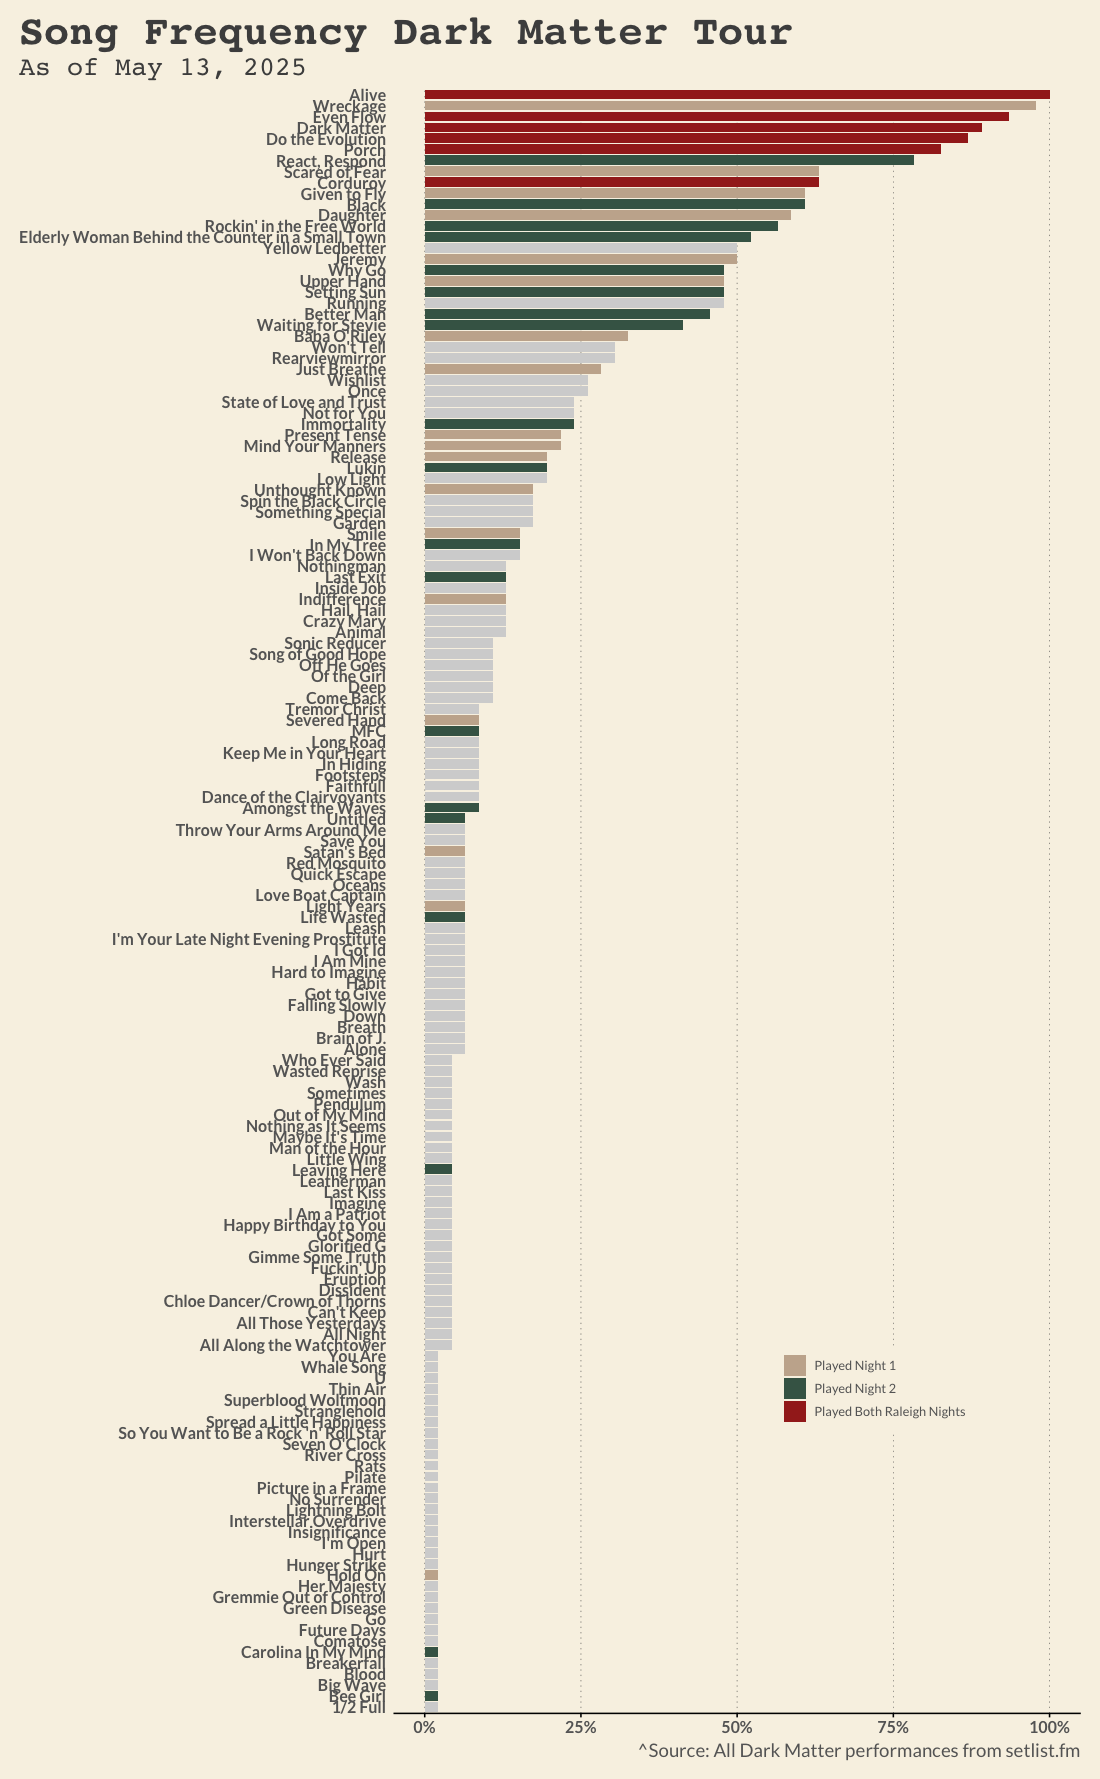 Song Frequency Dark Matter Tour
As of May 13, 2025
Alive
Wreckage
Even Flow
Dark Matter
Do the Evolution
Porch
React, Respond
Scared of Fear
Corduroy
Given to Fly
Black
Daughter
Rockin' in the Free World
Elderly Woman Behind the Counter in a Small Town
Yellow Ledbetter
Jeremy
Why Go
Upper Hand
Setting Sun
Running
Better Man
Waiting for Stevie
Baba O'Riley
Won't Tell
Rearviewmirror
Just Breathe
Wishlist
Once
State of Love and Trust
Not for You
Immortality
Present Tense
Mind Your Manners
Release
Lukin
Low Light
Unthought Known
Spin the Black Circle
Something Special
Garden
Smile
In My Tree
I Won't Back Down
Nothingman
Last Exit
Inside Job
Indifference
Hail, Hail
Crazy Mary
Animal
Sonic Reducer
Song of Good Hope
Off He Goes
Of the Girl
Deep
Come Back
Tremor Christ
Severed Hand
MFC
Long Road
Keep Me in Your Heart
In Hiding
Footsteps
Faithfull
Dance of the Clairvoyants
Amongst the Waves
Untitled
Throw Your Arms Around Me
Save You
Satan's Bed
Red Mosquito
Quick Escape
Oceans
Love Boat Captain
Light Years
Life Wasted
Leash
I'm Your Late Night Evening Prostitute
I Got Id
I Am Mine
Hard to Imagine
Habit
Got to Give
Falling Slowly
Down
Breath
Brain of J.
Alone
Who Ever Said
Wasted Reprise
Wash
Sometimes
Pendulum
Out of My Mind
Nothing as It Seems
Maybe It's Time
Man of the Hour
Little Wing
Leaving Here
Leatherman
Last Kiss
Imagine
I Am a Patriot
Happy Birthday to You
Got Some
Glorified G
Gimme Some Truth
Fuckin' Up
Eruption
Dissident
Chloe Dancer/Crown of Thorns
Can't Keep
All Those Yesterdays
All Night
All Along the Watchtower
You Are
Whale Song
U
Thin Air
Superblood Wolfmoon
Stranglehold
Spread a Little Happiness
So You Want to Be a Rock 'n' Roll Star
Seven O'Clock
River Cross
Rats
Pilate
Picture in a Frame
No Surrender
Lightning Bolt
Interstellar Overdrive
Insignificance
I'm Open
Hurt
Hunger Strike
Hold On
Her Majesty
Gremmie Out of Control
Green Disease
Go
Future Days
Comatose
Carolina In My Mind
Breakerfall
Blood
Big Wave
Bee Girl
1/2 Full
Played Night 1
Played Night 2
Played Both Raleigh Nights
0% 25% 50% 75% 100%
^Source: All Dark Matter performances from setlist.fm